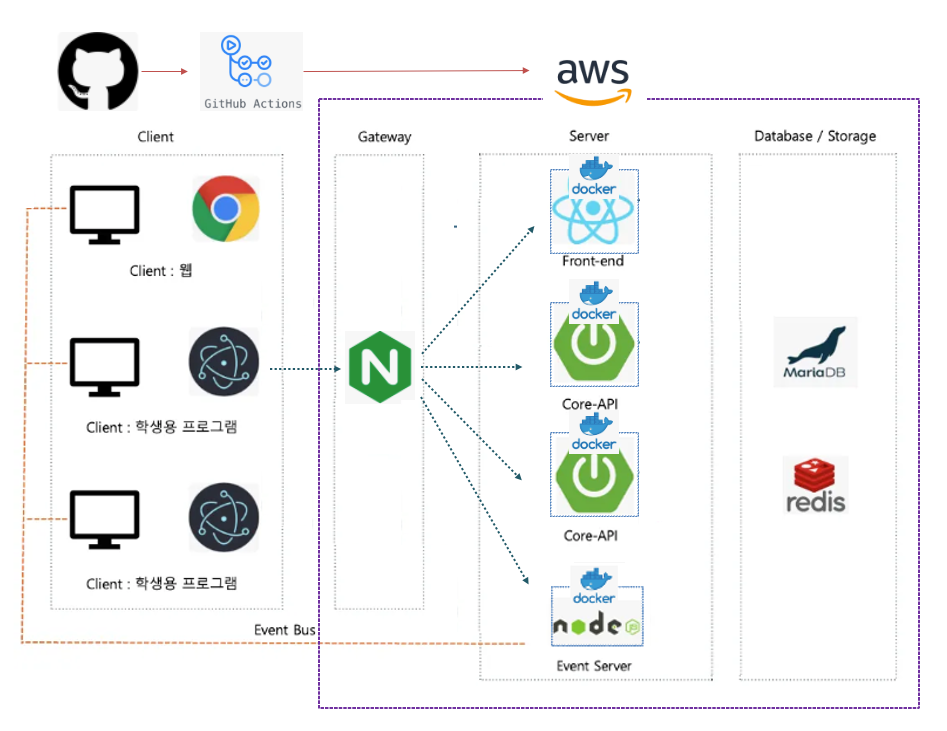 GitHub Actions
aws
Client
Gateway
Server
Database / Storage
docker
Client : 웹
Front-end
docker
N
MariaDB
Client : 학생용 프로그램
Core-API
docker
redis
Core-API
Client : 학생용 프로그램
docker
node
JS
Event Bus
Event Server